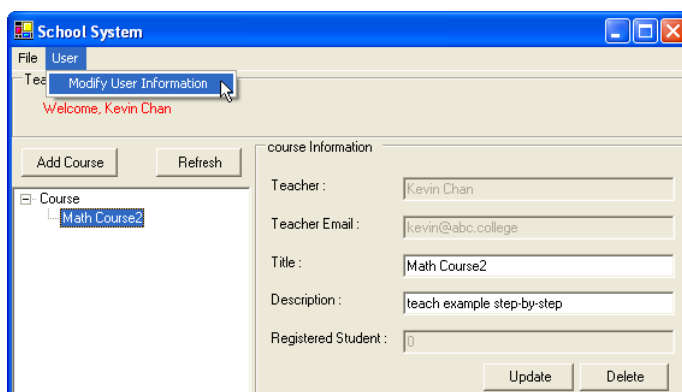 School System
File User
Tea
Modify User Information
Welcome, Kevin Chan
Add Course Refresh
Course
Math Course2
course Information
Teacher : Kevin Chan
Teacher Email : kevin@abc.college
Title : Math Course2
Description : teach example step-by-step
Registered Student : 0
Update Delete